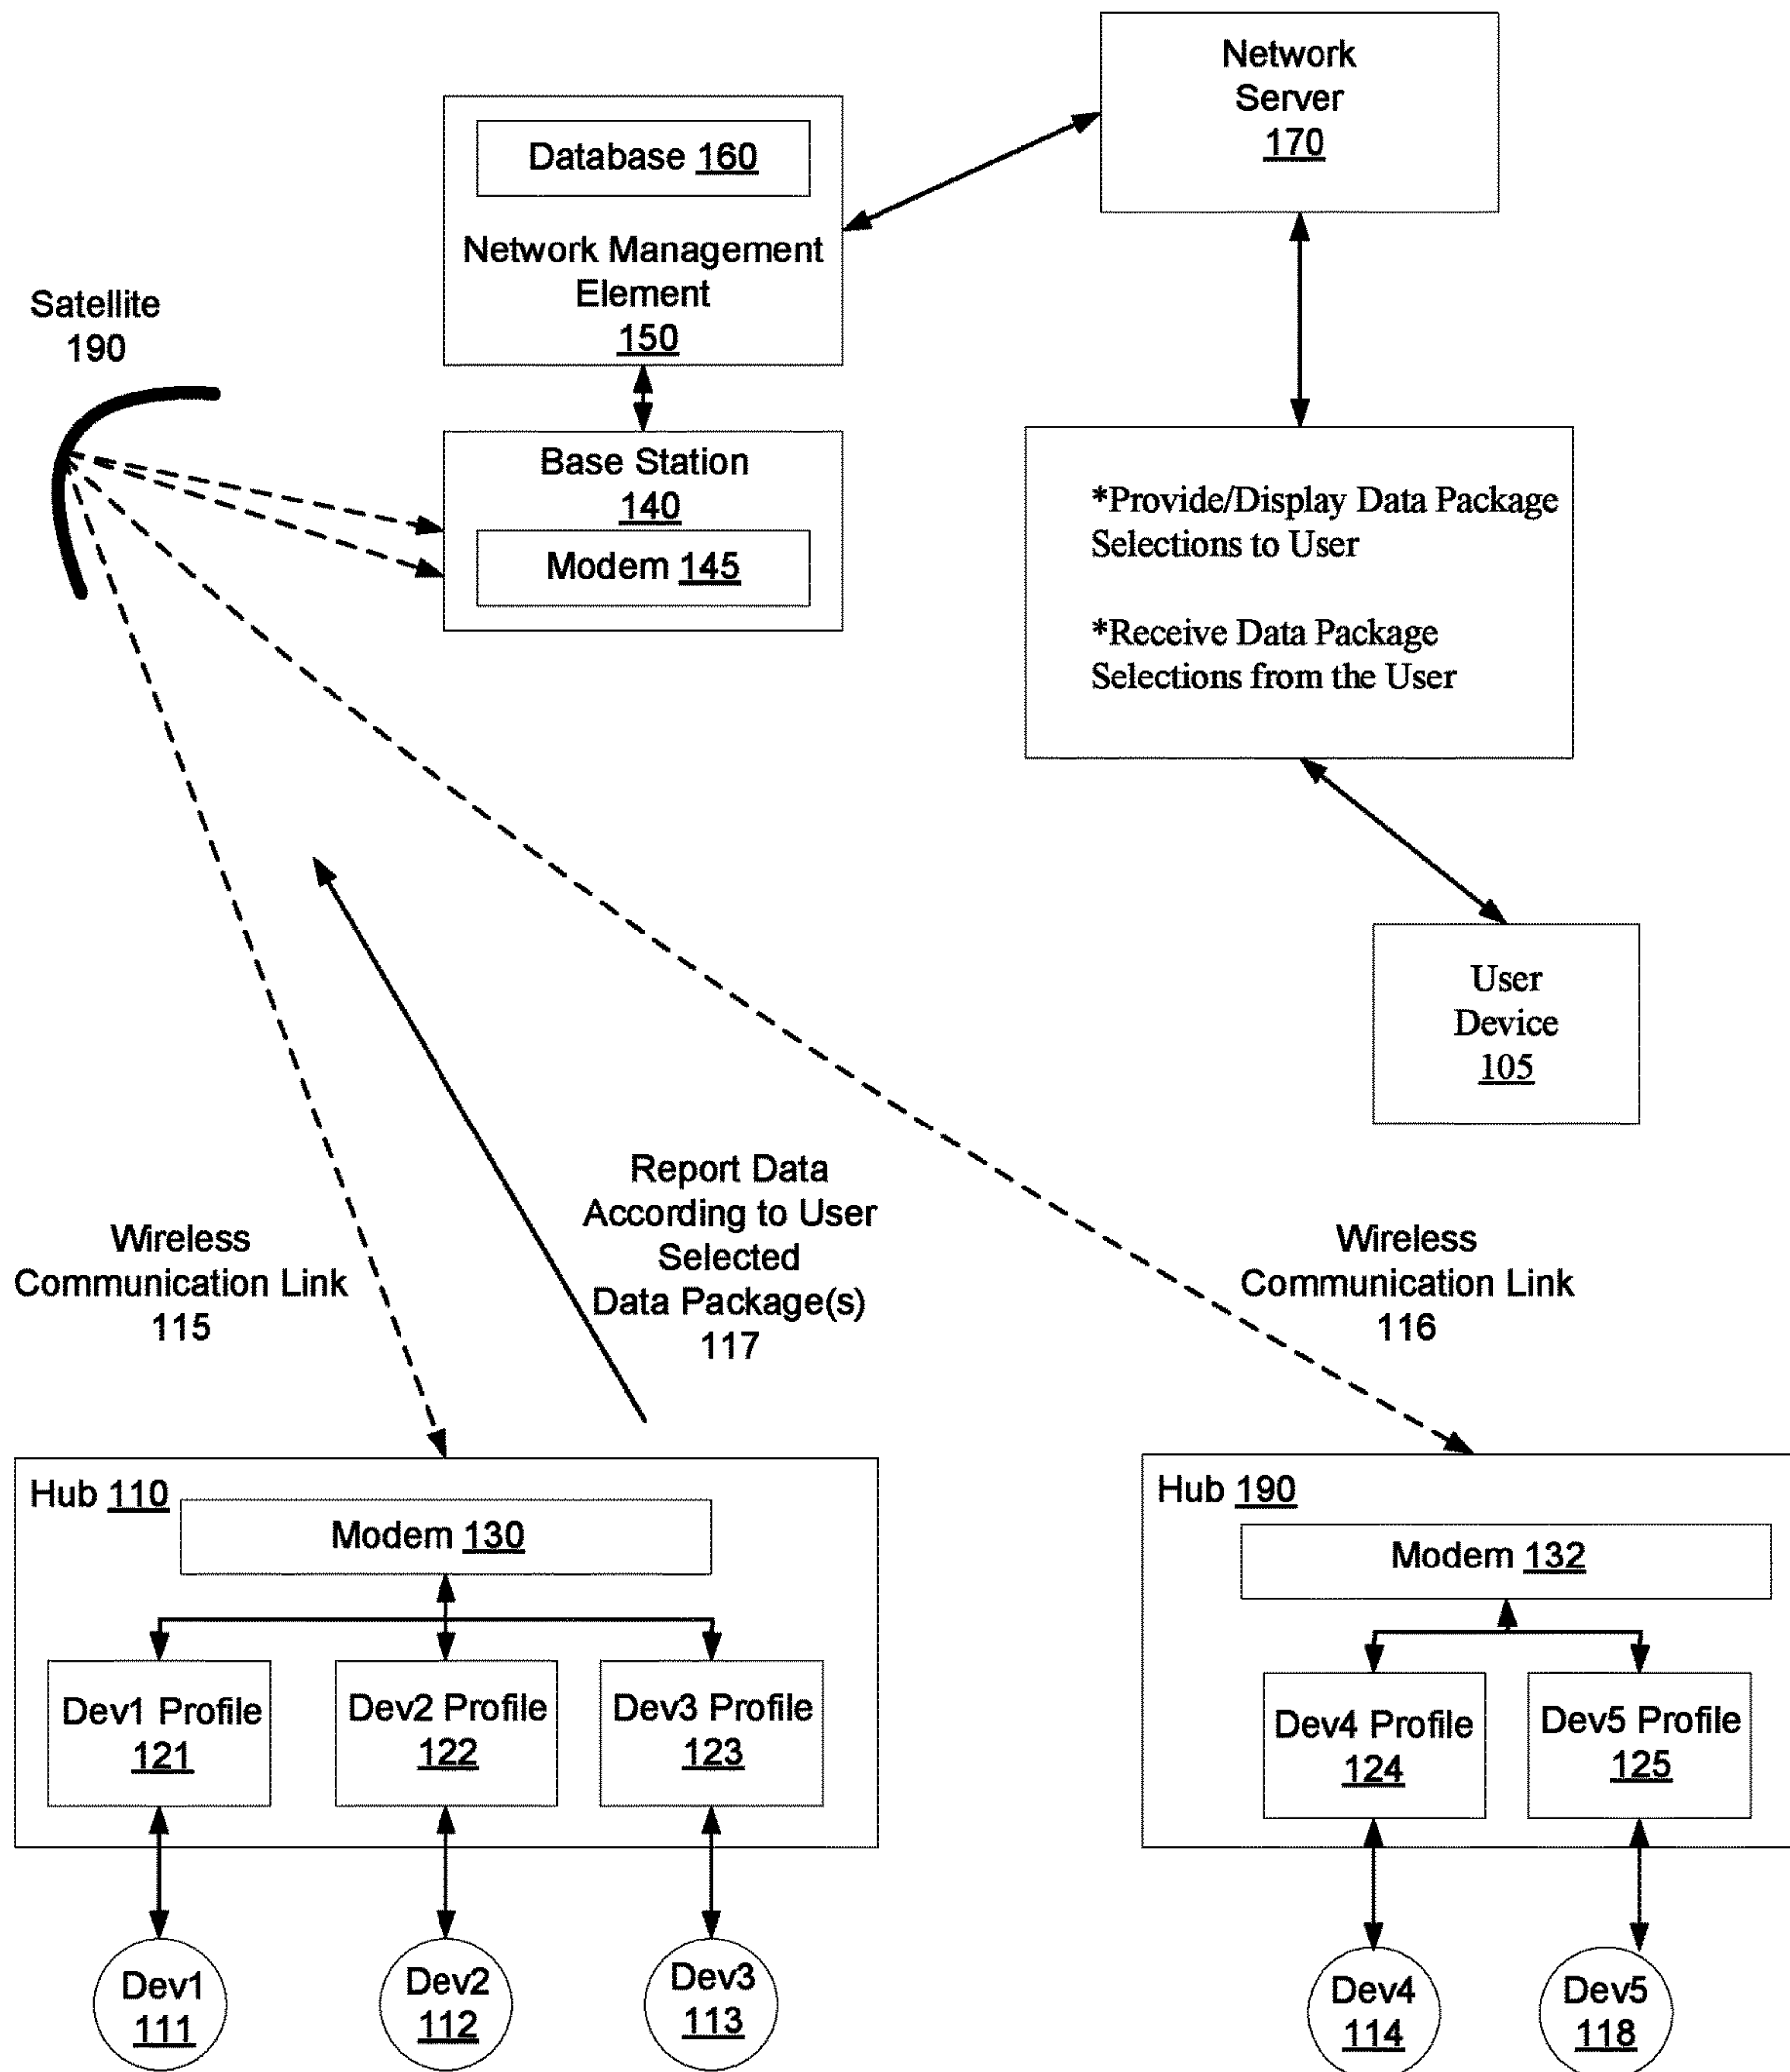 Network
Server
170
Database 160
Network Management
Element
150
Satellite
190
Base Station
140
Modem 145
*Provide/Display Data Package
Selections to User
*Receive Data Package
Selections from the User
User
Device
105
Report Data
According to User
Selected
Data Package(s)
117
Wireless
Communication Link
115
Wireless
Communication Link
116
Hub 110
Modem 130
Dev1 Profile
121
Dev2 Profile
122
Dev3 Profile
123
Dev1
111
Dev2
112
Dev3
113
Hub 190
Modem 132
Dev4 Profile
124
Dev5 Profile
125
Dev4
114
Dev5
118